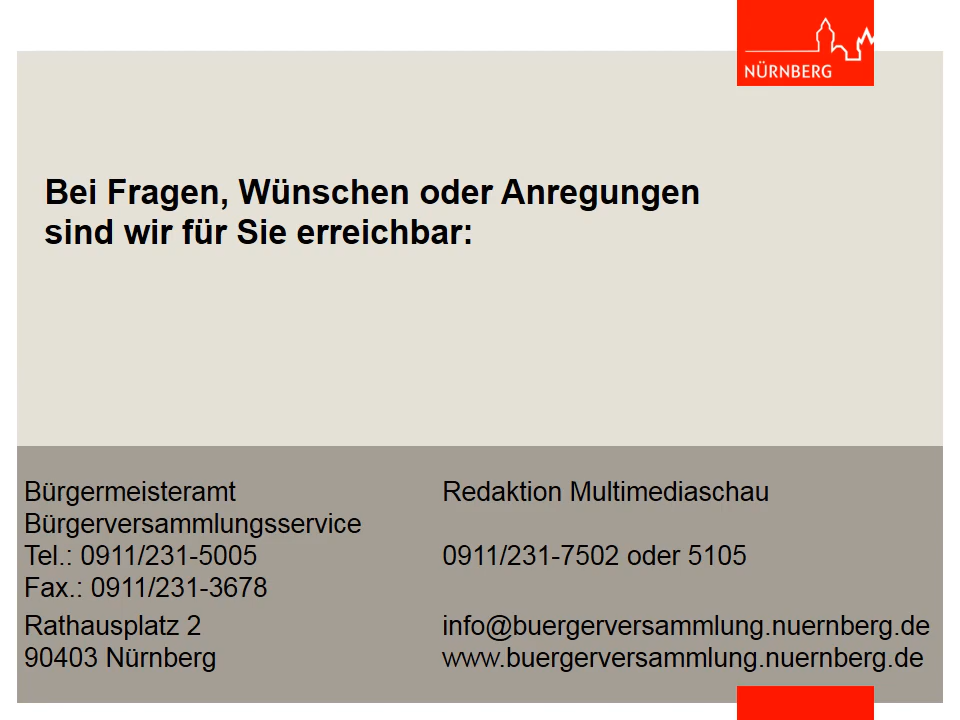 NÜRNBERG
Bei Fragen, Wünschen oder Anregungen
sind wir für Sie erreichbar:
Bürgermeisteramt
Bürgerversammlungsservice
Tel.: 0911/231-5005
Fax.: 0911/231-3678
Rathausplatz 2
90403 Nürnberg
Redaktion Multimediaschau
0911/231-7502 oder 5105
info@buergerversammlung.nuernberg.de
www.buergerversammlung.nuernberg.de